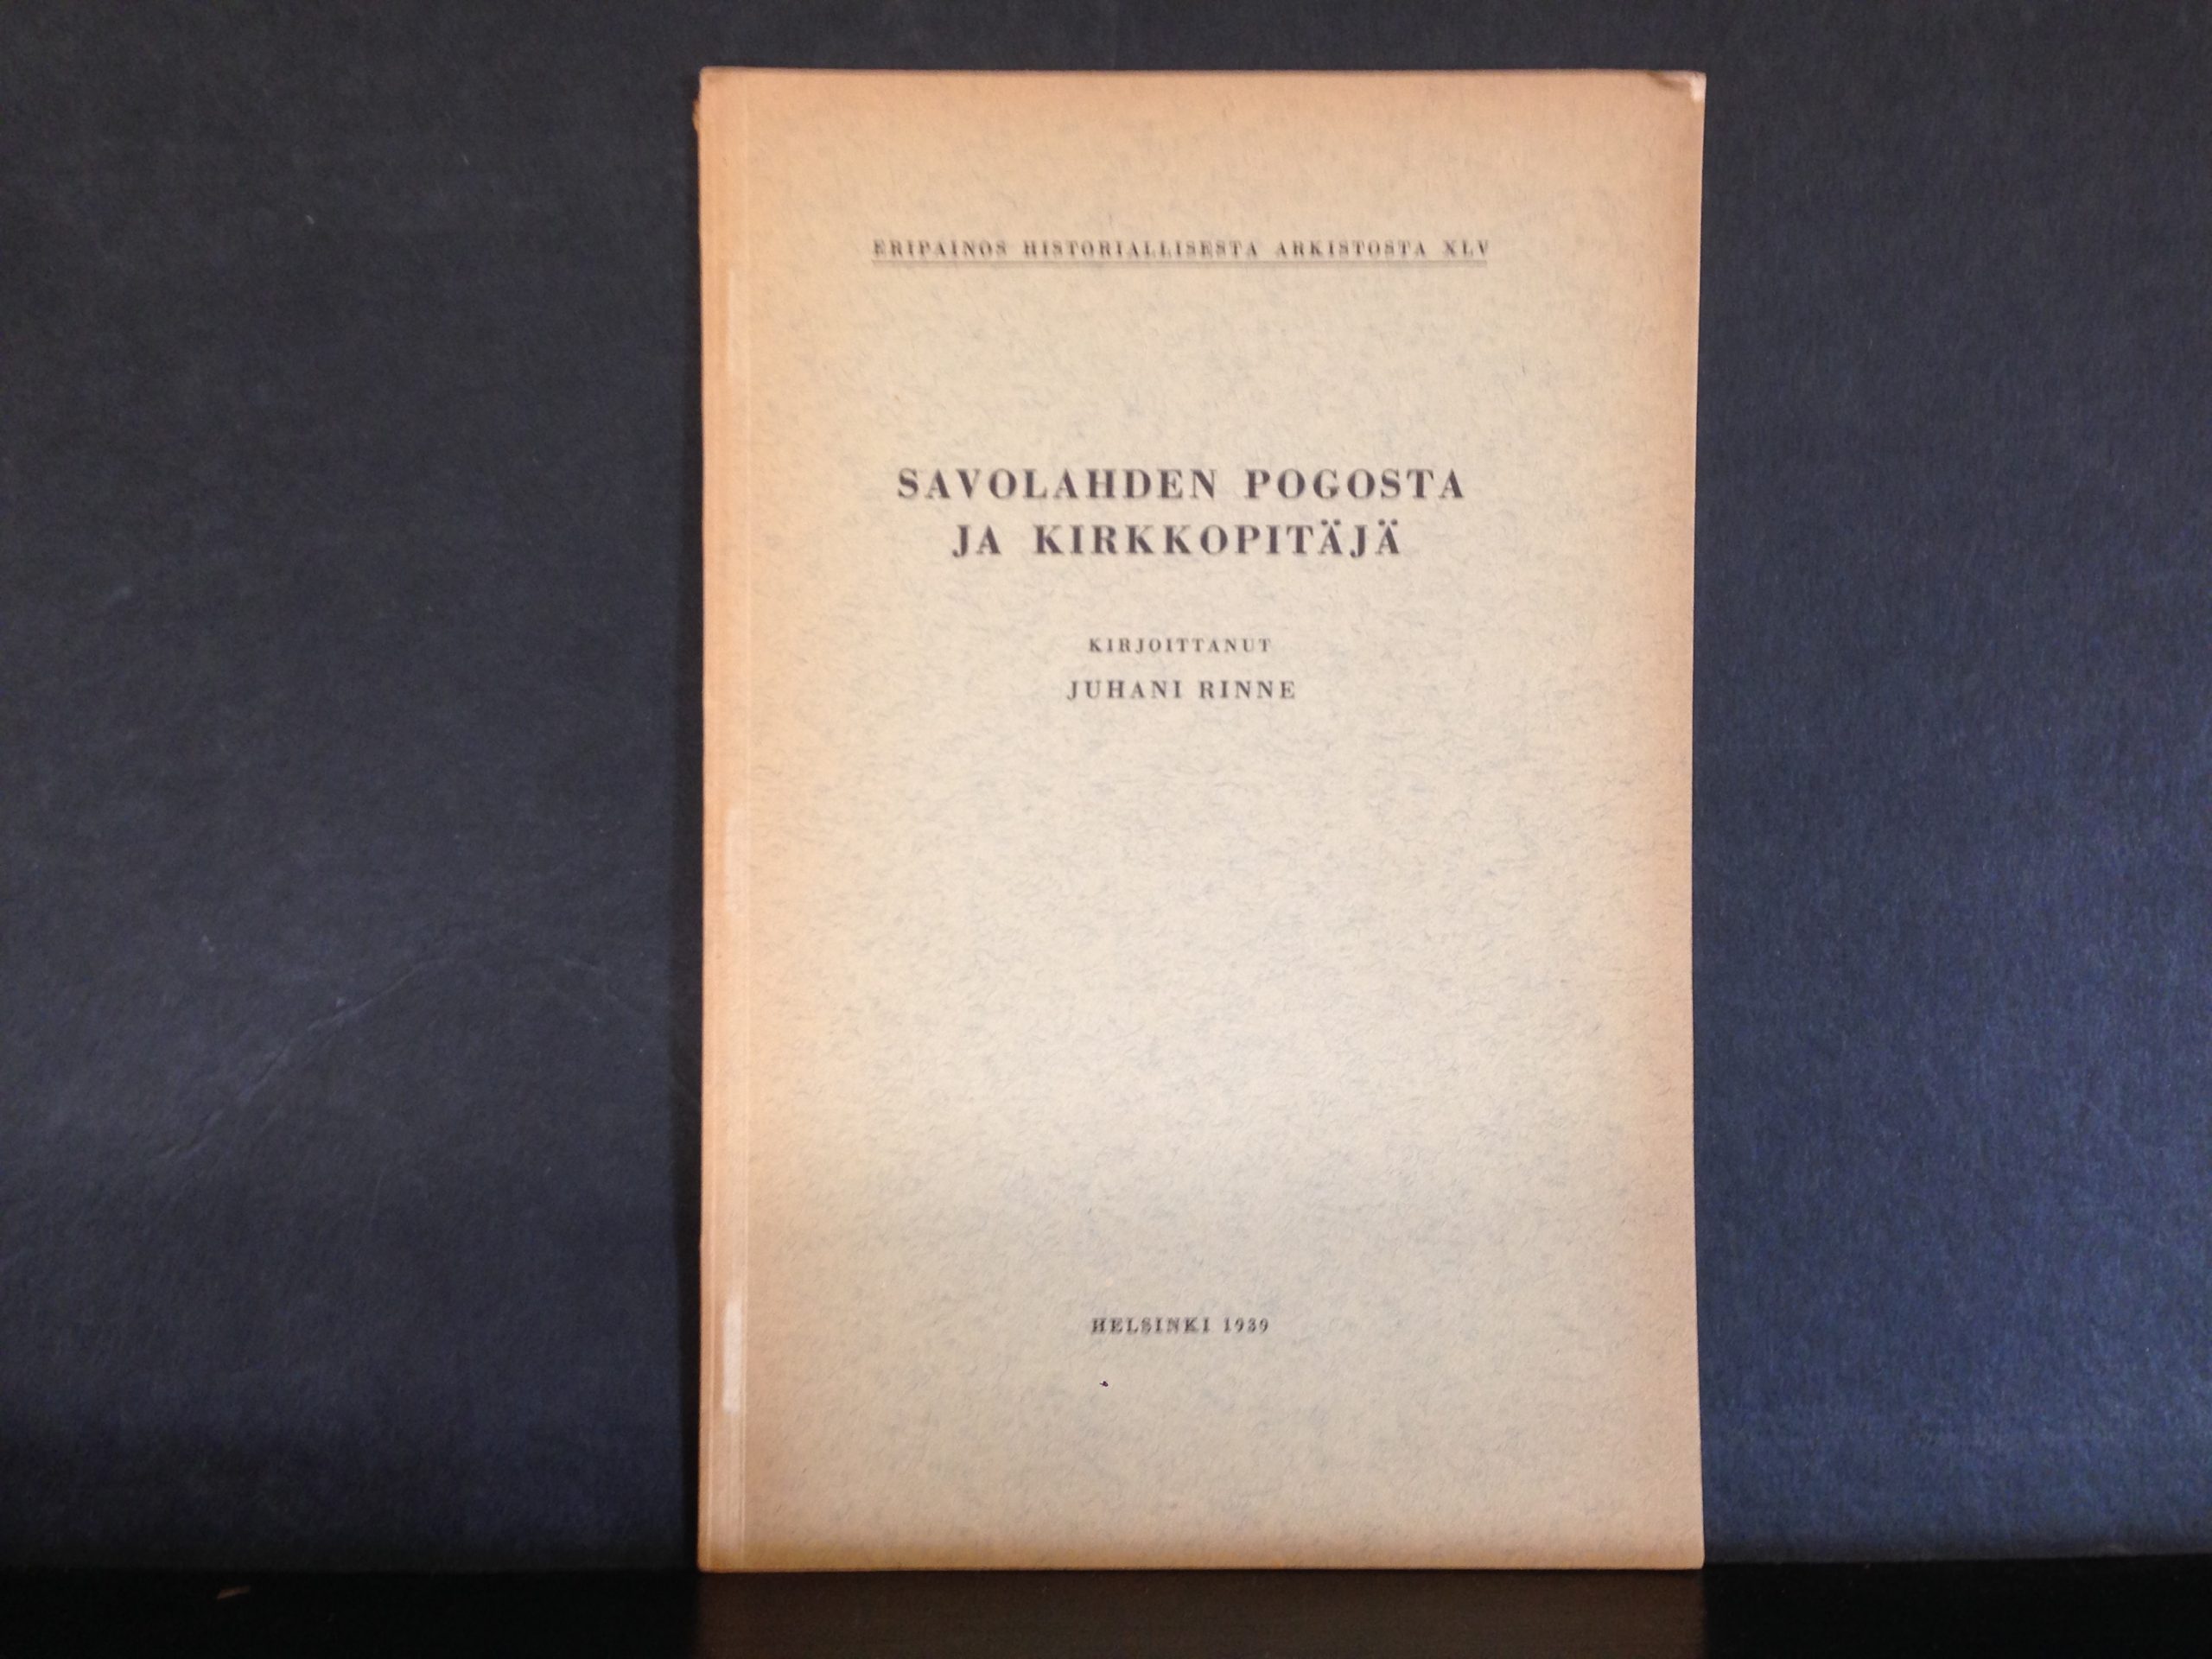 ERIPAINOS HISTORIALLISESTA ARKISTOSTA XLV
SAVOLAHDEN POGOSTA
JA KIRKKOPITÄJÄ
KIRJOITTANUT
JUHANI RINNE
HELSINKI 1939